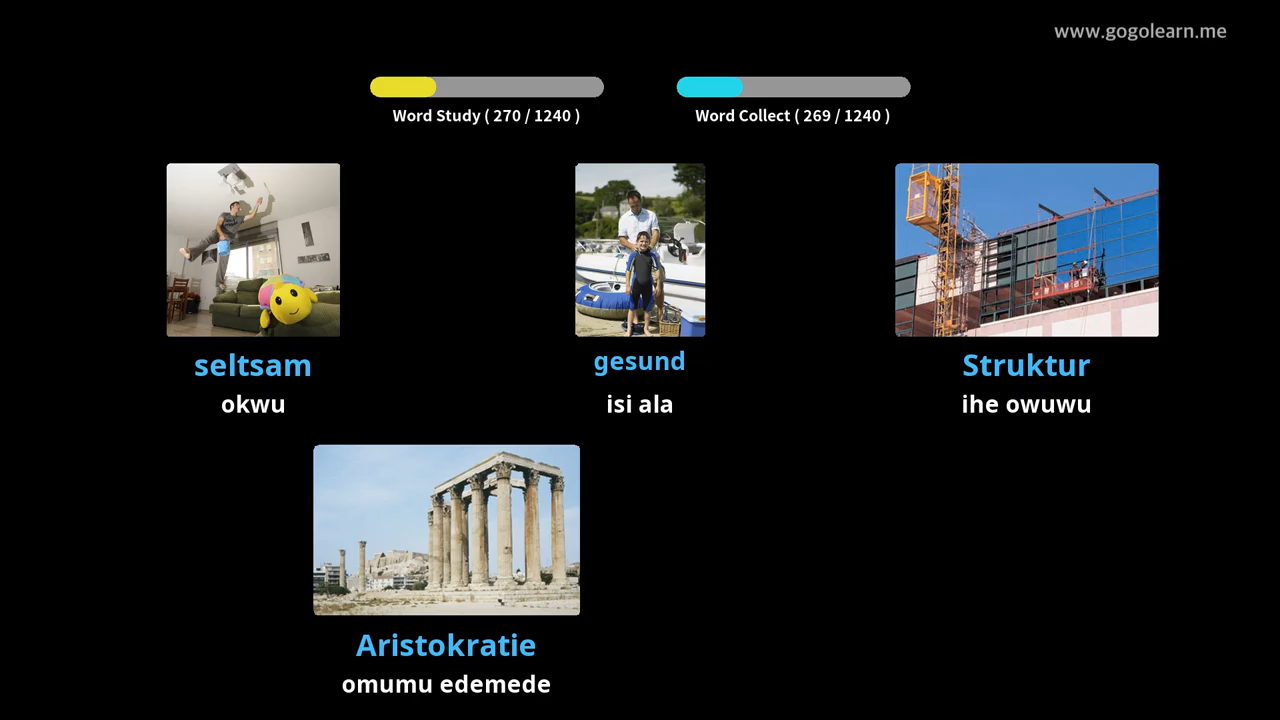 www.gogolearn.me
Word Study ( 270 / 1240 )
Word Collect ( 269 / 1240 )
seltsam
okwu
gesund
isi ala
Struktur
ihe owuwu
Aristokratie
omumu edemede